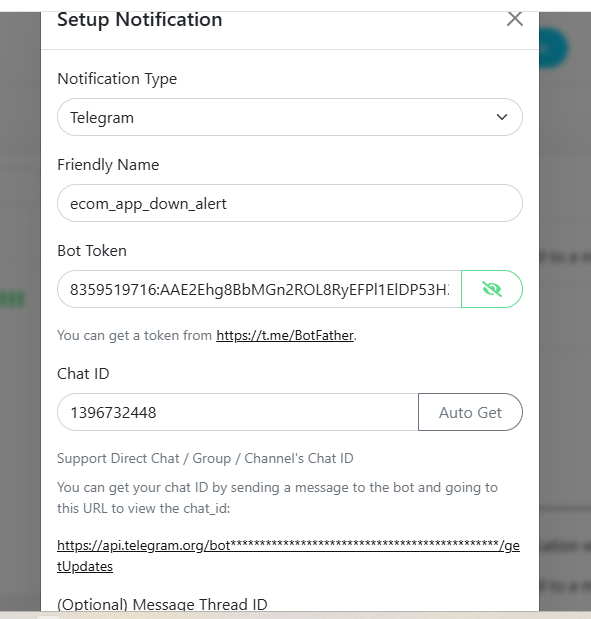 Setup Notification
Notification Type
Telegram
Friendly Name
ecom_app_down_alert
Bot Token
8359519716:AAE2Ehg8BbMGn2ROL8RyEFPl1ElDP53H
You can get a token from https://t.me/BotFather.
Chat ID
1396732448
Auto Get
Support Direct Chat / Group / Channel's Chat ID
You can get your chat ID by sending a message to the bot and going to
this URL to view the chat_id:
https://api.telegram.org/bot**********************************************/ge
tUpdates
(Optional) Message Thread ID